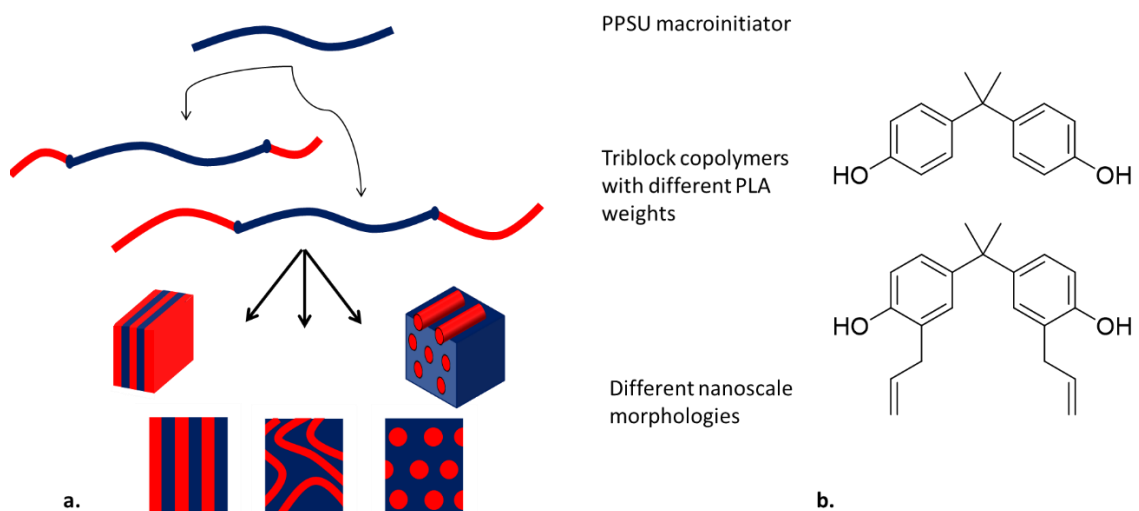 PPSU macroinitiator
HO
OH
Triblock copolymers
with different PLA
weights
HO
OH
Different nanoscale
morphologies
a.
b.